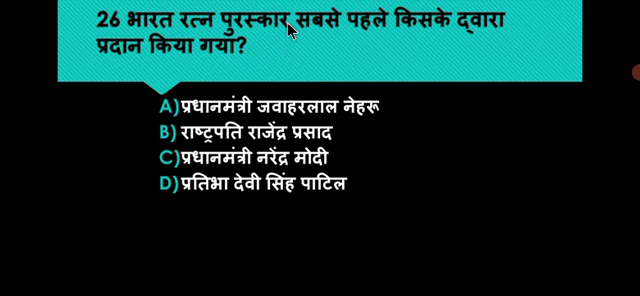 26 भारत रत्न पुरस्कार सबसे पहले किसके द्वारा
प्रदान किया गया?
A)प्रधानमंत्री जवाहरलाल नेहरू
B) राष्ट्रपति राजेंद्र प्रसाद
C)प्रधानमंत्री नरेंद्र मोदी
D)प्रतिभा देवी सिंह पाटिल